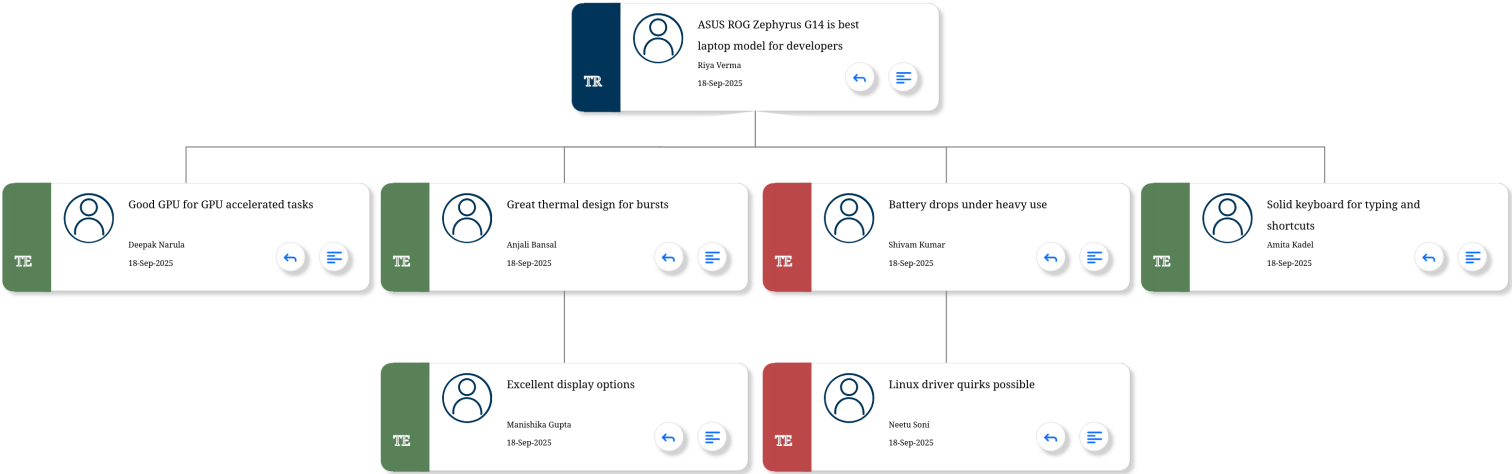 TR
ASUS ROG Zephyrus G14 is best
laptop model for developers
Riya Verma
18-Sep-2025
TE
Good GPU for GPU accelerated tasks
Deepak Narula
18-Sep-2025
TE
Great thermal design for bursts
Anjali Bansal
18-Sep-2025
TE
Battery drops under heavy use
Shivam Kumar
18-Sep-2025
TE
Solid keyboard for typing and
shortcuts
Amita Kadel
18-Sep-2025
TE
Excellent display options
Manishika Gupta
18-Sep-2025
TE
Linux driver quirks possible
Neetu Soni
18-Sep-2025